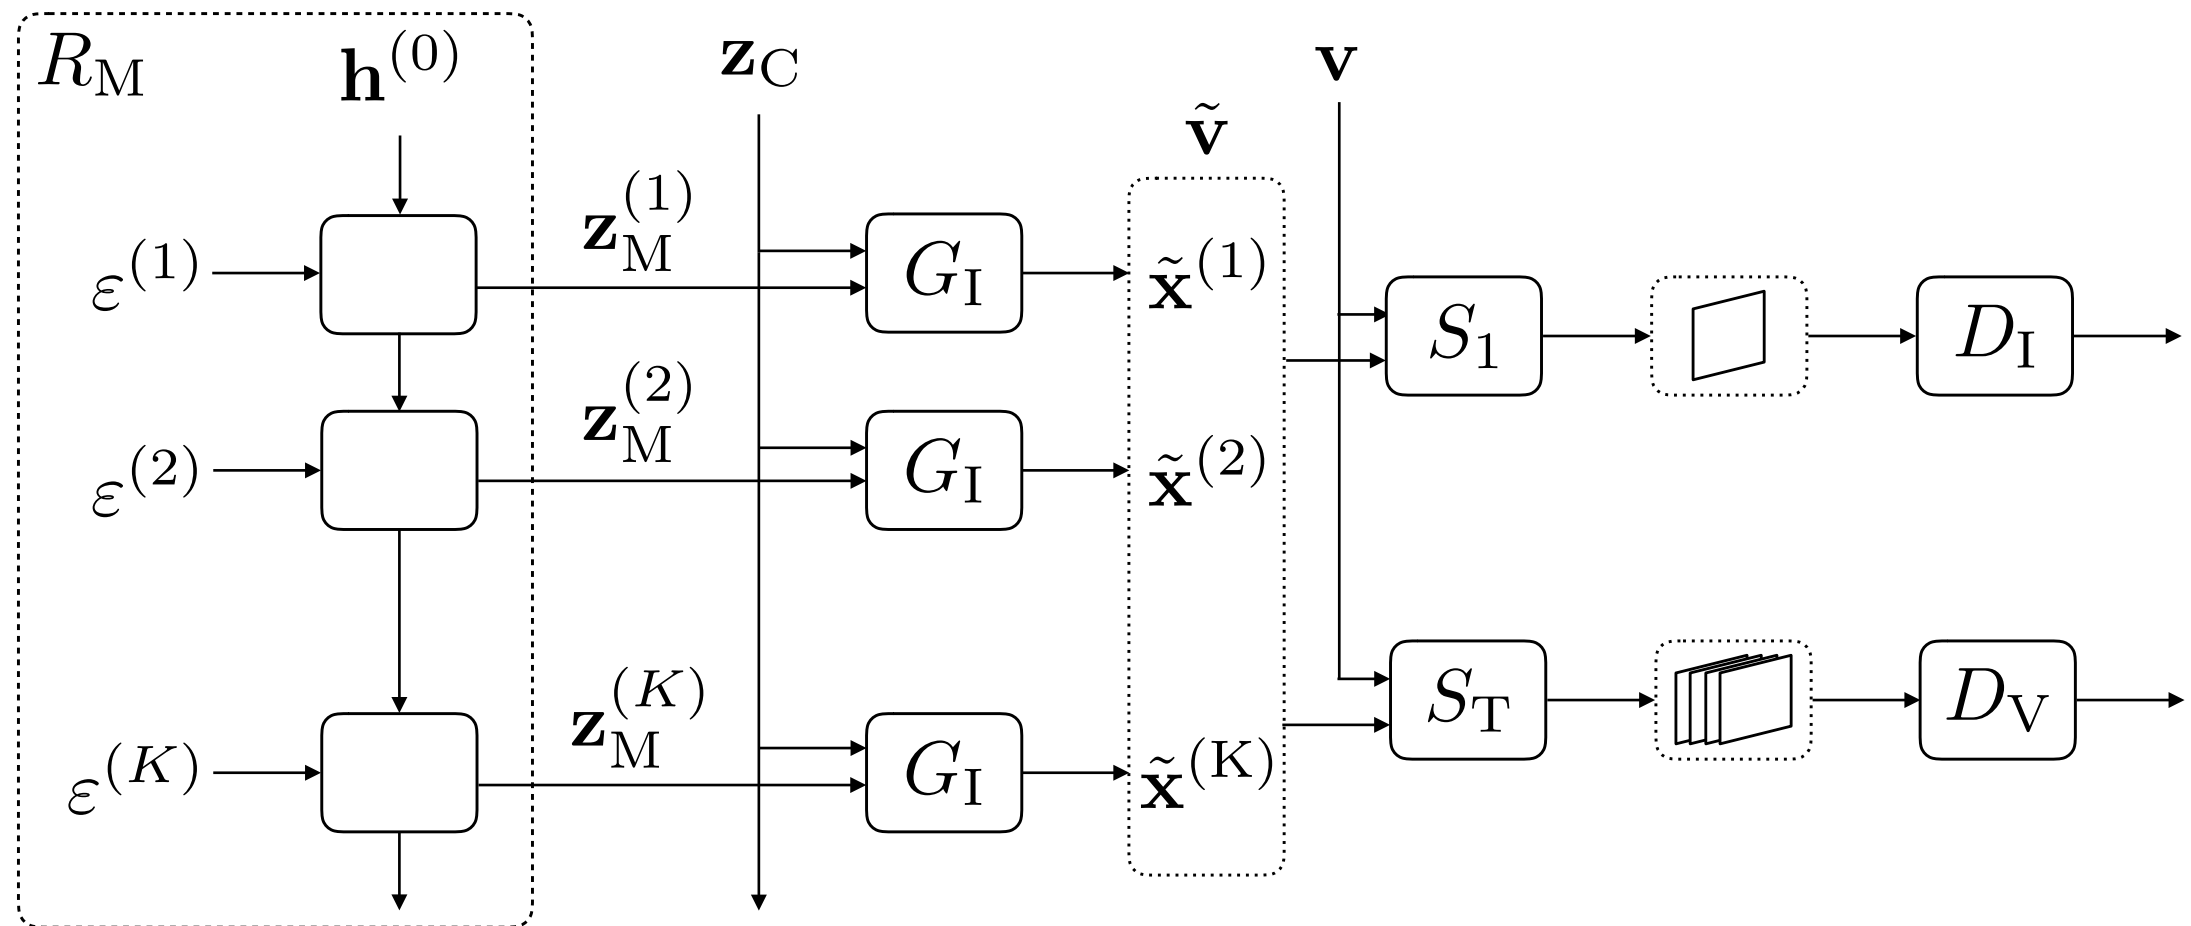 R_M
h^(0)
z_C
v
ṽ
ε^(1)
z_M^(1)
G_I
x̃^(1)
S_1
D_I
ε^(2)
z_M^(2)
G_I
x̃^(2)
ε^(K)
z_M^(K)
G_I
x̃^(K)
S_T
D_V